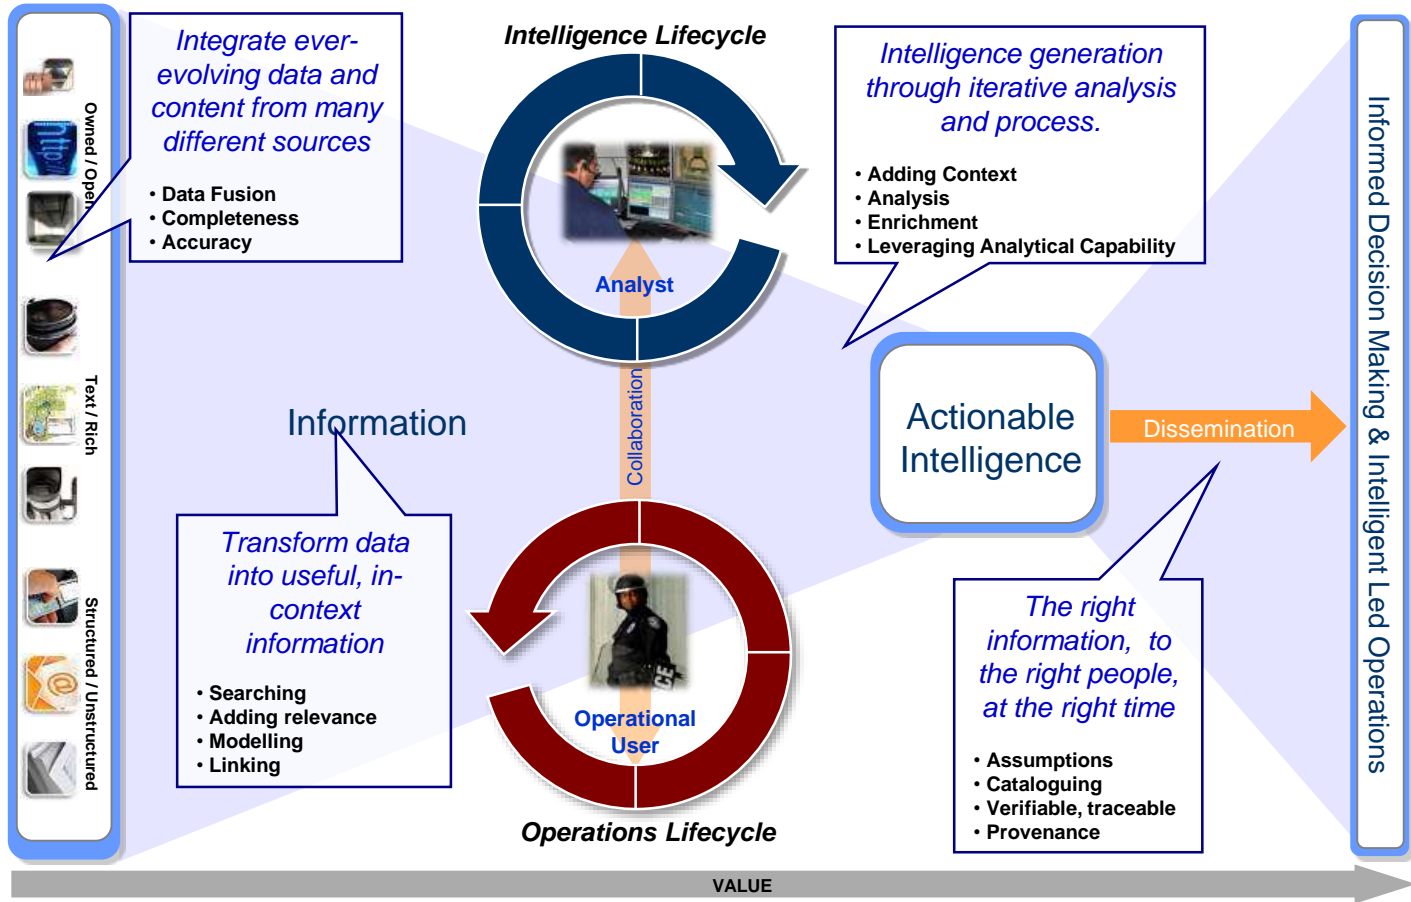 Owned / Open
Text / Rich
Structured / Unstructured
http:
@
Integrate ever-
evolving data and
content from many
different sources
• Data Fusion
• Completeness
• Accuracy
Intelligence Lifecycle
Analyst
Intelligence generation
through iterative analysis
and process.
• Adding Context
• Analysis
• Enrichment
• Leveraging Analytical Capability
Information
Collaboration
Actionable
Intelligence
Dissemination
Informed Decision Making & Intelligent Led Operations
Transform data
into useful, in-
context
information
• Searching
• Adding relevance
• Modelling
• Linking
ICE
Operational
User
Operations Lifecycle
The right
information, to
the right people,
at the right time
• Assumptions
• Cataloguing
• Verifiable, traceable
• Provenance
VALUE